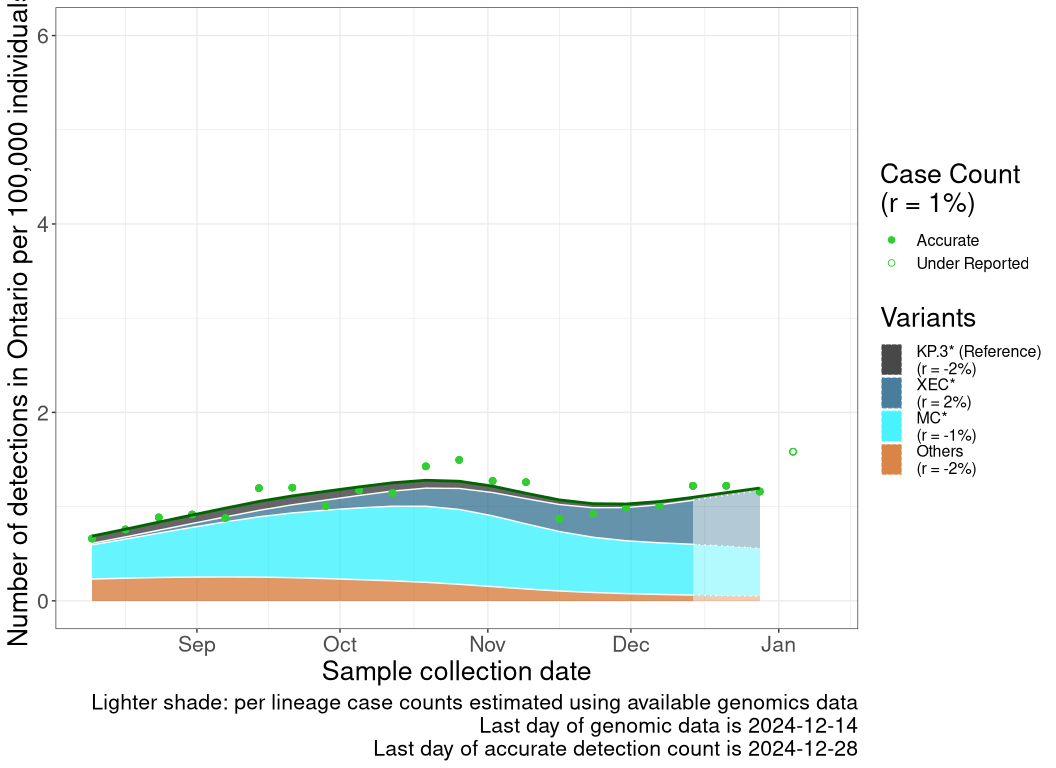 Number of detections in Ontario per 100,000 individuals
6
4
2
0
Sep
Oct
Nov
Dec
Jan
Sample collection date
Lighter shade: per lineage case counts estimated using available genomics data
Last day of genomic data is 2024-12-14
Last day of accurate detection count is 2024-12-28
Case Count
(r = 1%)
Accurate
Under Reported
Variants
KP.3* (Reference)
(r = -2%)
XEC*
(r = 2%)
MC*
(r = -1%)
Others
(r = -2%)